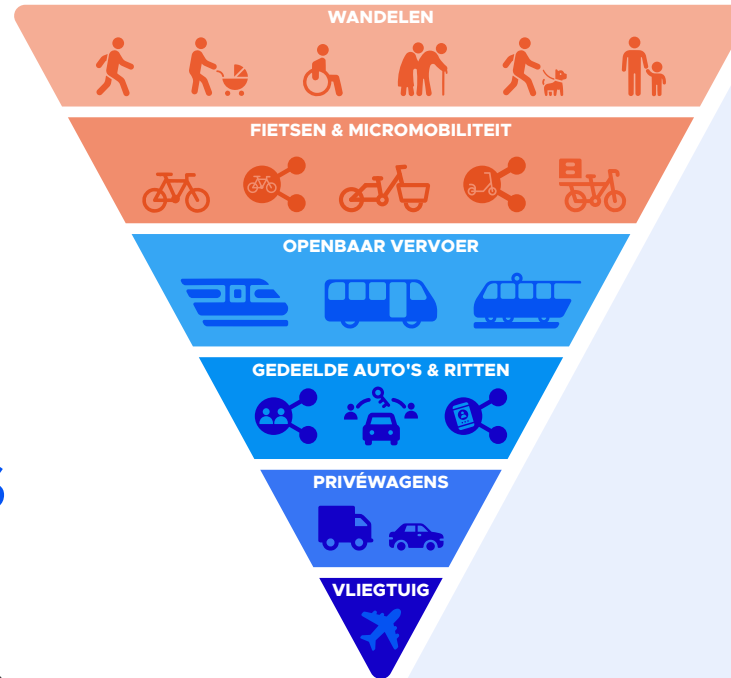 WANDELEN
FIETSEN & MICROMOBILITEIT
OPENBAAR VERVOER
GEDEELDE AUTO'S & RITTEN
PRIVÉWAGENS
VLIEGTUIG